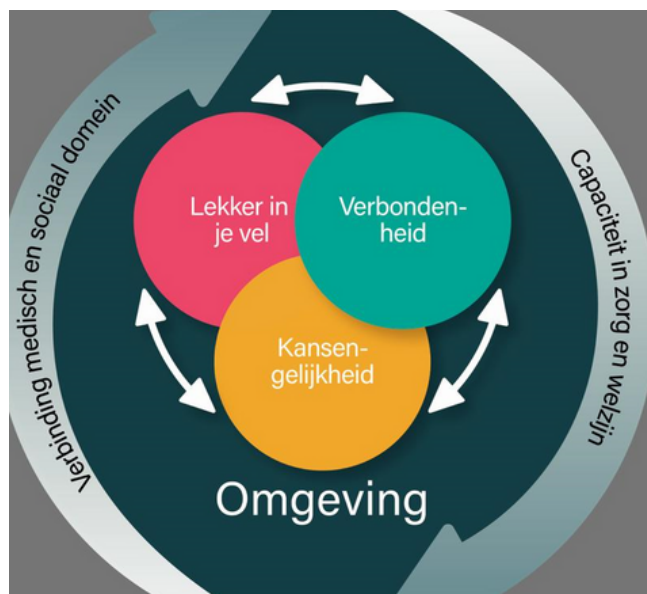 Verbinding medisch en sociaal domein
Lekker in
je vel
Verbonden-
heid
Kansen-
gelijkheid
Omgeving
Capaciteit in zorg en welzijn